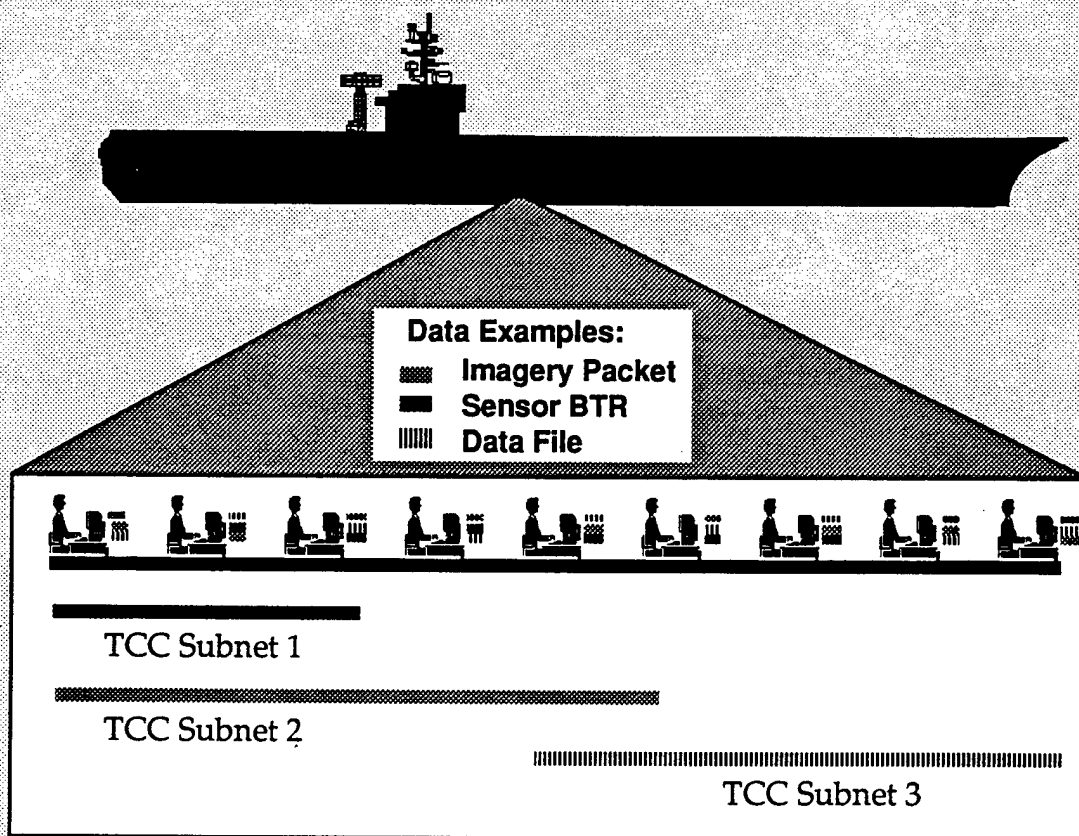 Data Examples:
Imagery Packet
Sensor BTR
Data File
TCC Subnet 1
TCC Subnet 2
TCC Subnet 3